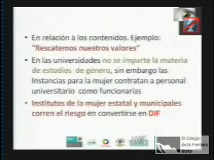 • En relación a los contenidos. Ejemplo:
"Rescatemos nuestros valores"
• En las universidades no se imparte la materia
de estudios de género, sin embargo las
Instancias para la mujer contratan a personal
universitario como funcionarias
• Institutos de la mujer estatal y municipales
corren el riesgo en convertirse en DIF
El Colegio
de la Frontera
Norte